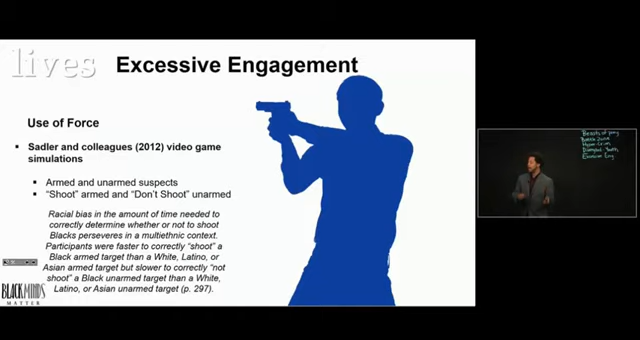 lives
Excessive Engagement
Use of Force
Sadler and colleagues (2012) video game
simulations
Armed and unarmed suspects
“Shoot” armed and “Don’t Shoot” unarmed
Racial bias in the amount of time needed to
correctly determine whether or not to shoot
Blacks perseveres in a multiethnic context.
Participants were faster to correctly “shoot” a
Black armed target than a White, Latino, or
Asian armed target but slower to correctly “not
shoot” a Black unarmed target than a White,
Latino, or Asian unarmed target (p. 297).
BLACK MINDS
MATTER
Beasts of prey